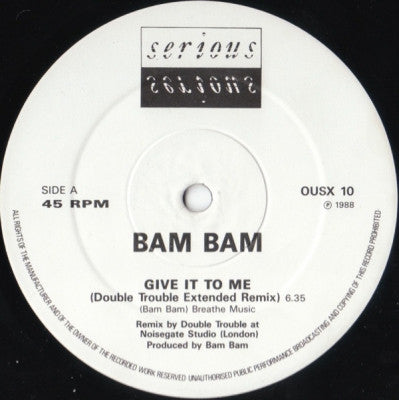 serious
serious
SIDE A
45 RPM
OUSX 10
℗ 1988
BAM BAM
GIVE IT TO ME
(Double Trouble Extended Remix) 6.35
(Bam Bam) Breathe Music
Remix by Double Trouble at
Noisegate Studio (London)
Produced by Bam Bam
ALL RIGHTS OF THE MANUFACTURER AND OF THE OWNER OF THE RECORDED WORK RESERVED UNAUTHORISED PUBLIC PERFORMANCE BROADCASTING AND COPYING OF THIS RECORD PROHIBITED